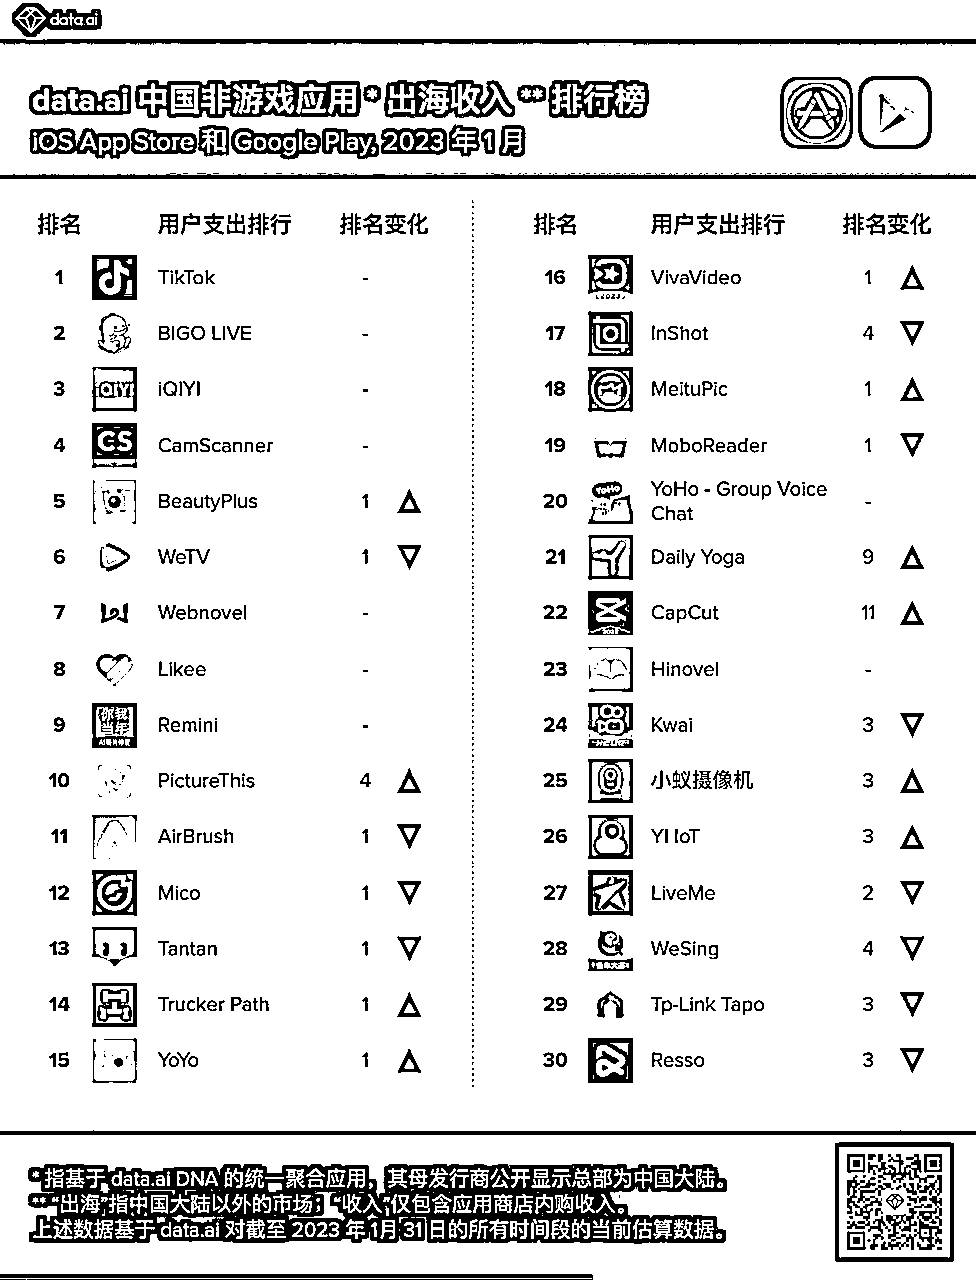 data.ai
data.ai 中国非游戏应用 * 出海收入 ** 排行榜
iOS App Store 和 Google Play, 2023 年 1 月
排名 用户支出排行 排名变化
1 TikTok -
2 BIGO LIVE -
3 iQIYI -
4 CamScanner -
5 BeautyPlus 1 △
6 WeTV 1 ▽
7 Webnovel -
8 Likee -
9 Remini -
10 PictureThis 4 △
11 AirBrush 1 ▽
12 Mico 1 ▽
13 Tantan 1 ▽
14 Trucker Path 1 △
15 YoYo 1 △
排名 用户支出排行 排名变化
16 VivaVideo 1 △
17 InShot 4 ▽
18 MeituPic 1 △
19 MoboReader 1 ▽
20 YoHo - Group Voice
Chat -
21 Daily Yoga 9 △
22 CapCut 11 △
23 Hinovel -
24 Kwai 3 ▽
25 小蚁摄像机 3 △
26 YI IoT 3 △
27 LiveMe 2 ▽
28 WeSing 4 ▽
29 Tp-Link Tapo 3 ▽
30 Resso 3 ▽
* 指基于 data.ai DNA 的统一聚合应用，其母发行商公开显示总部为中国大陆。
** “出海”指中国大陆以外的市场；“收入”仅包含应用商店内购收入。
上述数据基于 data.ai 对截至 2023 年 1月 31 日的所有时间段的当前估算数据。